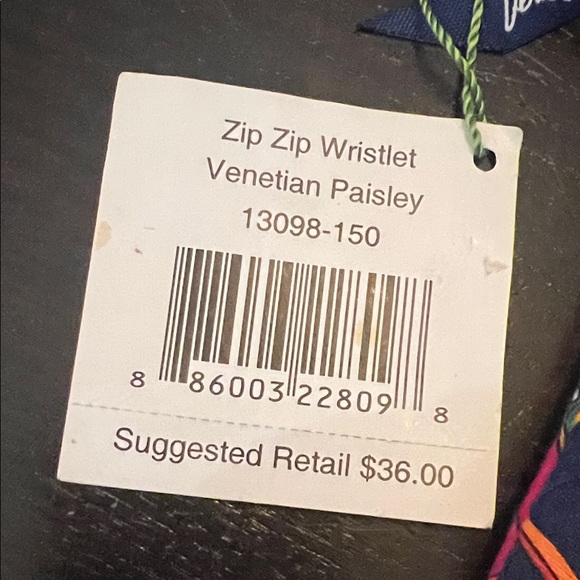 Zip Zip Wristlet
Venetian Paisley
13098-150
8 86003 22809 8
Suggested Retail $36.00